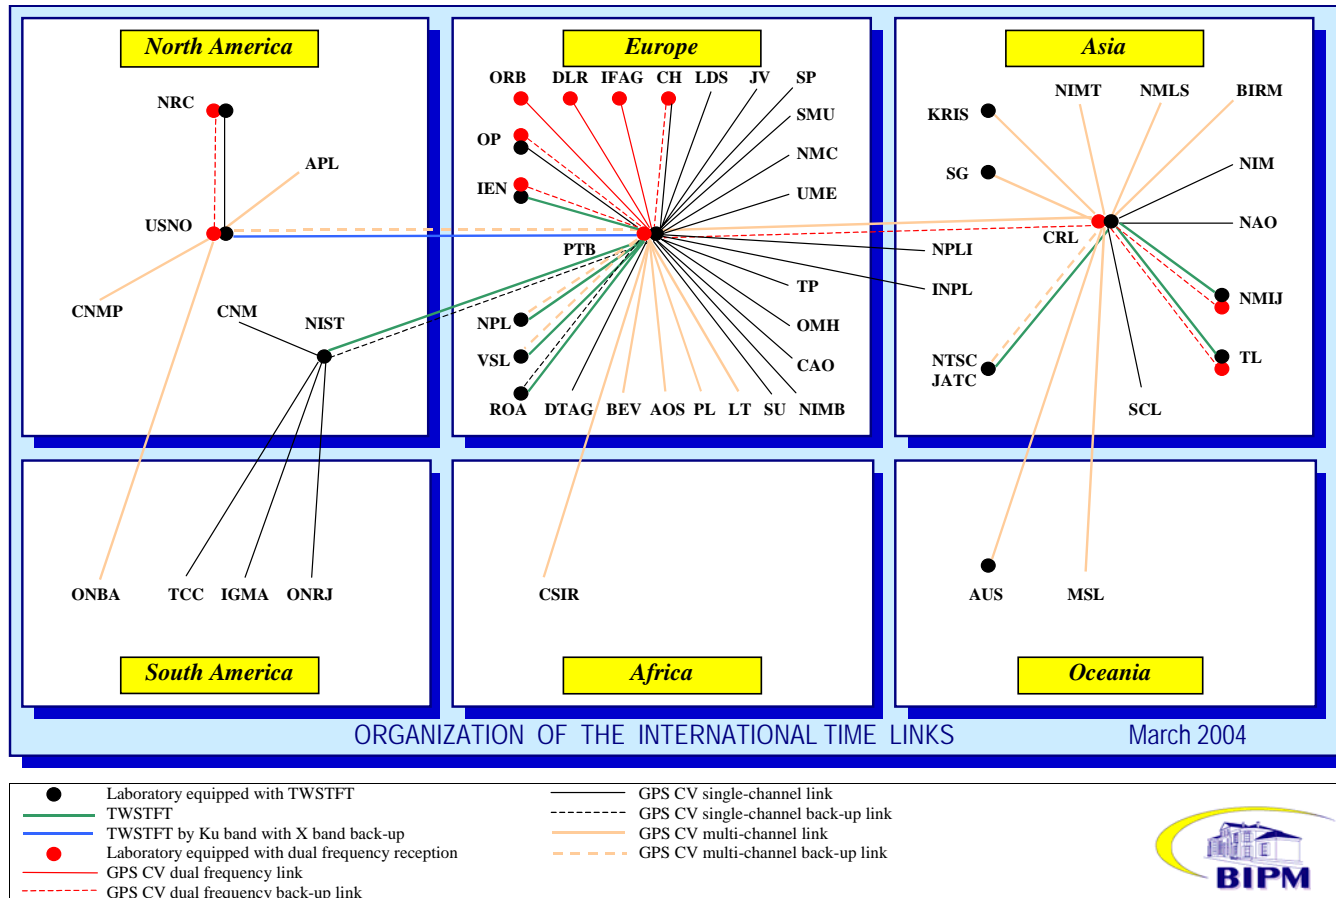 North America
Europe
Asia
ORB DLR IFAG CH LDS JV SP
NRC
KRIS
NIMT NMLS BIRM
SMU
OP
NMC
APL
SG
NIM
IEN
UME
USNO
PTB
CRL
NAO
NPLI
TP
INPL
CNMP
CNM
NIST
NPL
OMH
NMIJ
VSL
CAO
NTSC
JATC
TL
ROA DTAG BEV AOS PL LT SU NIMB
SCL
ONBA TCC IGMA ONRJ
CSIR
AUS MSL
South America
Africa
Oceania
ORGANIZATION OF THE INTERNATIONAL TIME LINKS March 2004
Laboratory equipped with TWSTFT
TWSTFT
TWSTFT by Ku band with X band back-up
Laboratory equipped with dual frequency reception
GPS CV dual frequency link
GPS CV dual frequency back-up link
GPS CV single-channel link
GPS CV single-channel back-up link
GPS CV multi-channel link
GPS CV multi-channel back-up link
BIPM